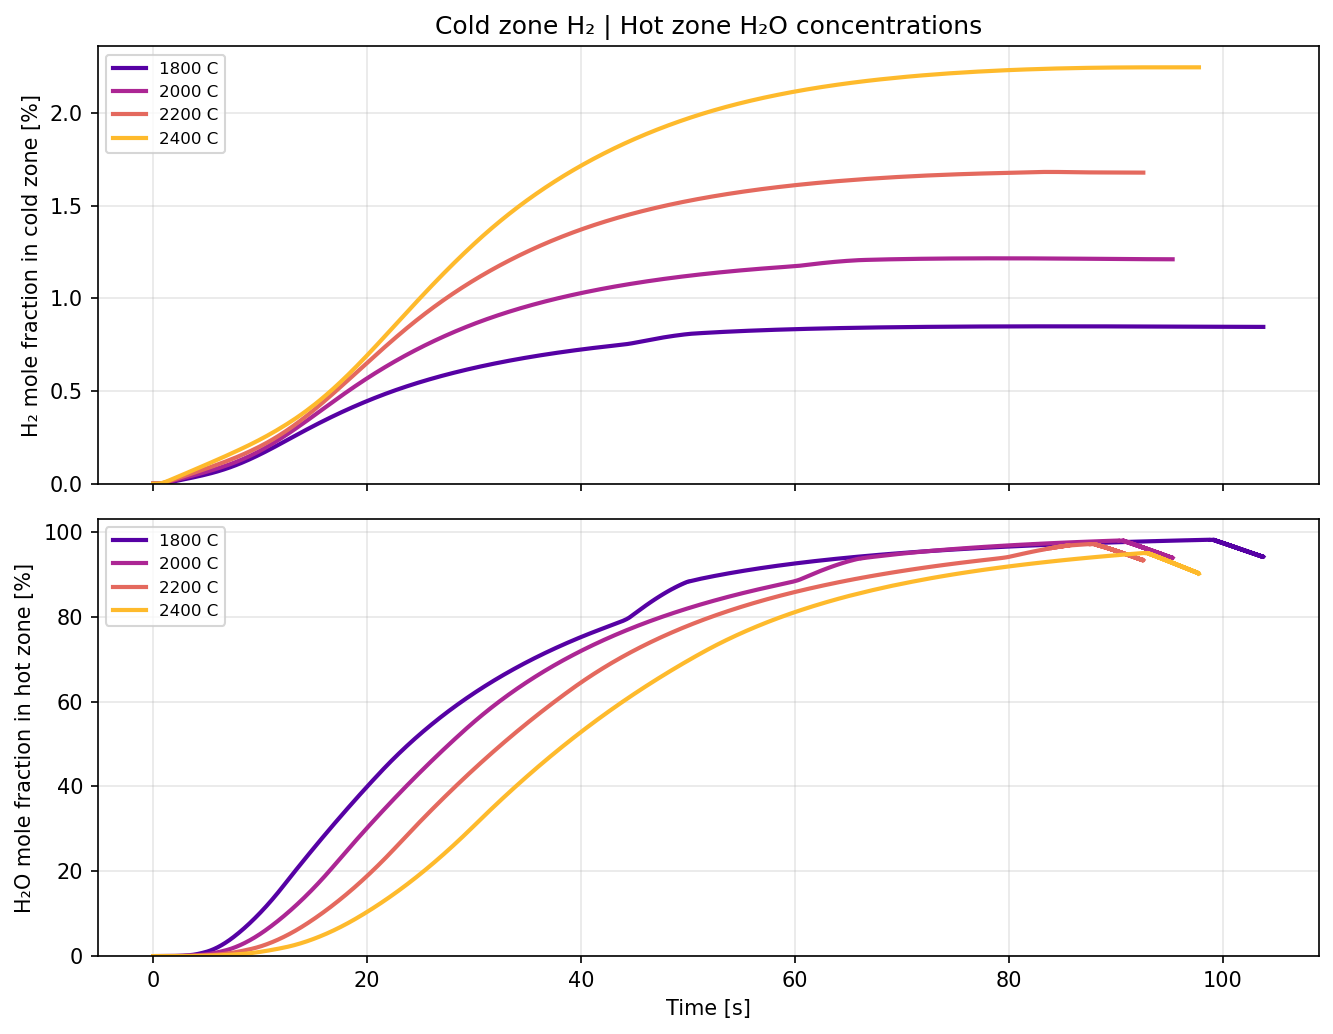 Cold zone H₂ | Hot zone H₂O concentrations
H₂ mole fraction in cold zone [%]
2.0
1.5
1.0
0.5
0.0
1800 C
2000 C
2200 C
2400 C
H₂O mole fraction in hot zone [%]
100
80
60
40
20
0
1800 C
2000 C
2200 C
2400 C
0 20 40 60 80 100
Time [s]